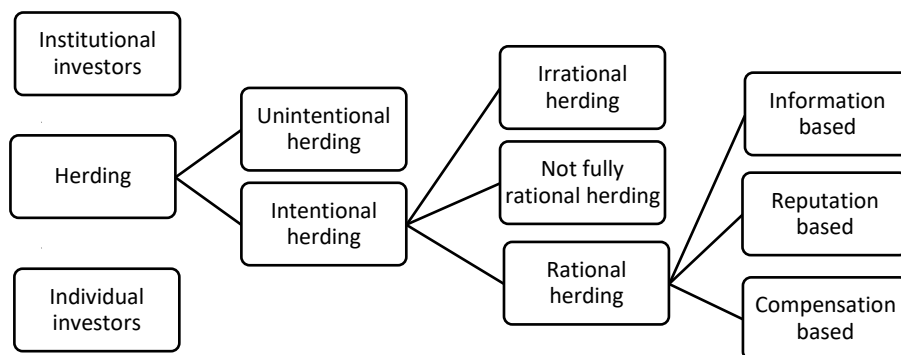 Institutional
investors
Herding
Individual
investors
Unintentional
herding
Intentional
herding
Irrational
herding
Not fully
rational herding
Rational
herding
Information
based
Reputation
based
Compensation
based